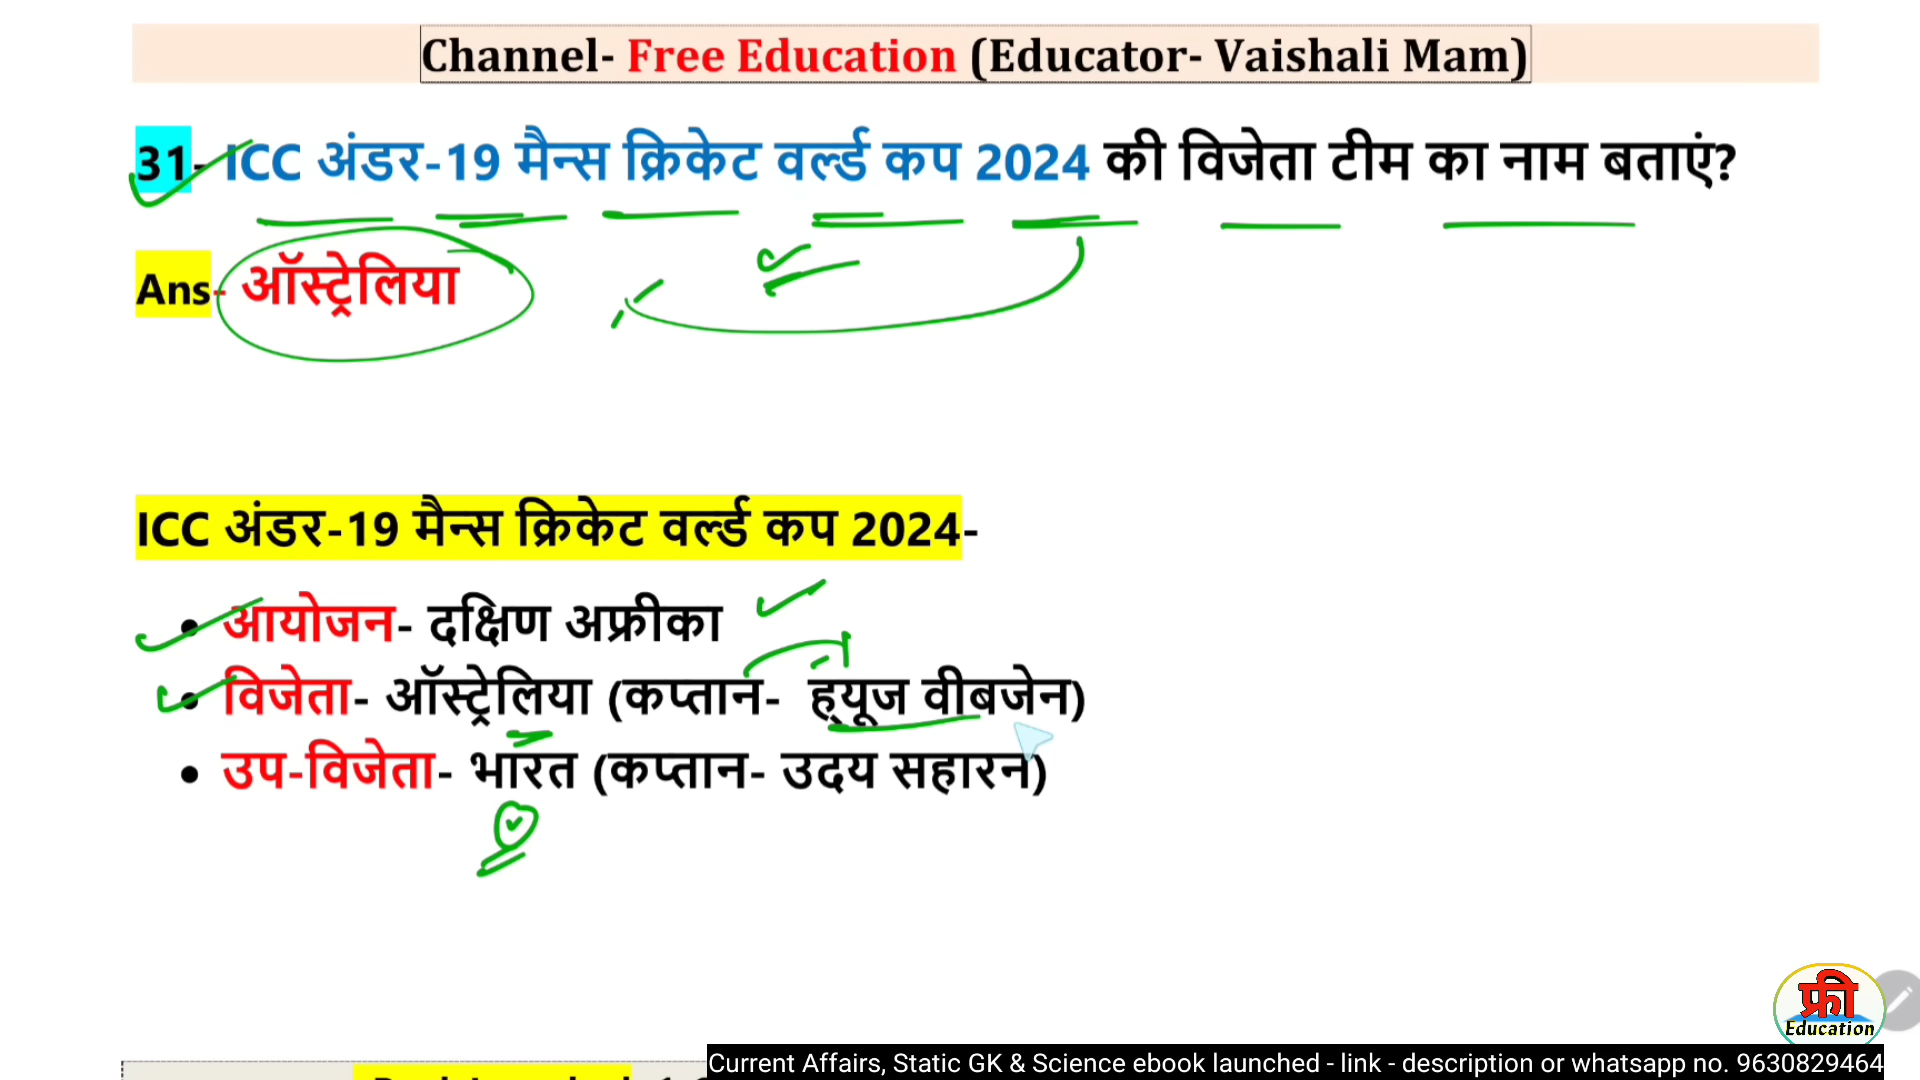 Channel- Free Education (Educator- Vaishali Mam)
31- ICC अंडर-19 मैन्स क्रिकेट वर्ल्ड कप 2024 की विजेता टीम का नाम बताएं?
Ans- ऑस्ट्रेलिया
ICC अंडर-19 मैन्स क्रिकेट वर्ल्ड कप 2024-
• आयोजन- दक्षिण अफ्रीका
• विजेता- ऑस्ट्रेलिया (कप्तान- ह्यूज वीबजेन)
• उप-विजेता- भारत (कप्तान- उदय सहारन)
फ्री
Education
Current Affairs, Static GK & Science ebook launched - link - description or whatsapp no. 9630829464